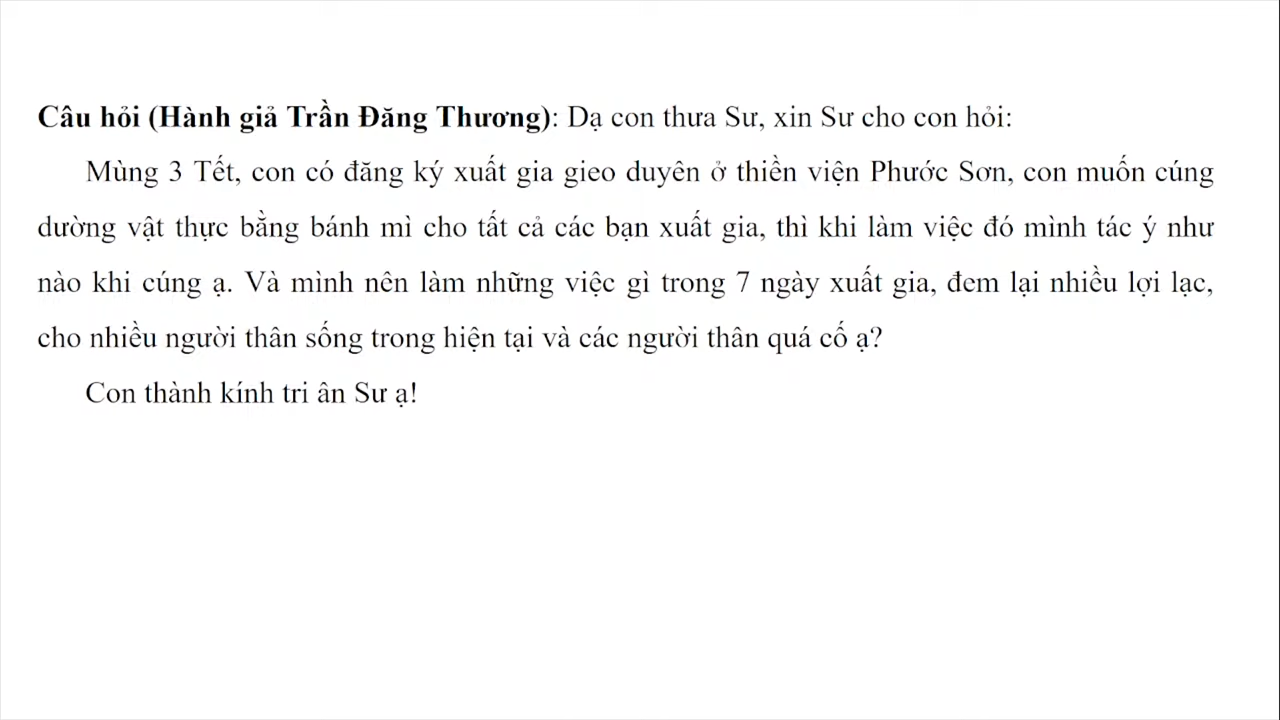 Câu hỏi (Hành giả Trần Đăng Thương): Dạ con thưa Sư, xin Sư cho con hỏi:
Mùng 3 Tết, con có đăng ký xuất gia gieo duyên ở thiền viện Phước Sơn, con muốn cúng
dường vật thực bằng bánh mì cho tất cả các bạn xuất gia, thì khi làm việc đó mình tác ý như
nào khi cúng ạ. Và mình nên làm những việc gì trong 7 ngày xuất gia, đem lại nhiều lợi lạc,
cho nhiều người thân sống trong hiện tại và các người thân quá cố ạ?
Con thành kính tri ân Sư ạ!